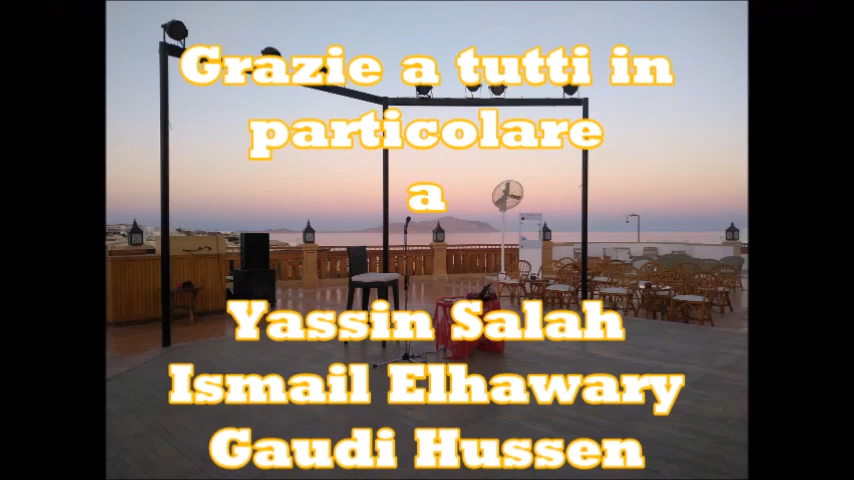 Grazie a tutti in
particolare
a
Yassin Salah
Ismail Elhawary
Gaudi Hussen